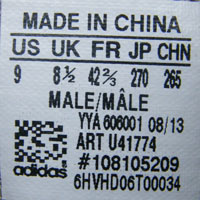 MADE IN CHINA
US UK FR JP CHN
9 8½ 42⅔ 270 265
MALE/MÂLE
YYA 606001 08/13
ART U41774
#108105209
adidas 6HVHD06T00034